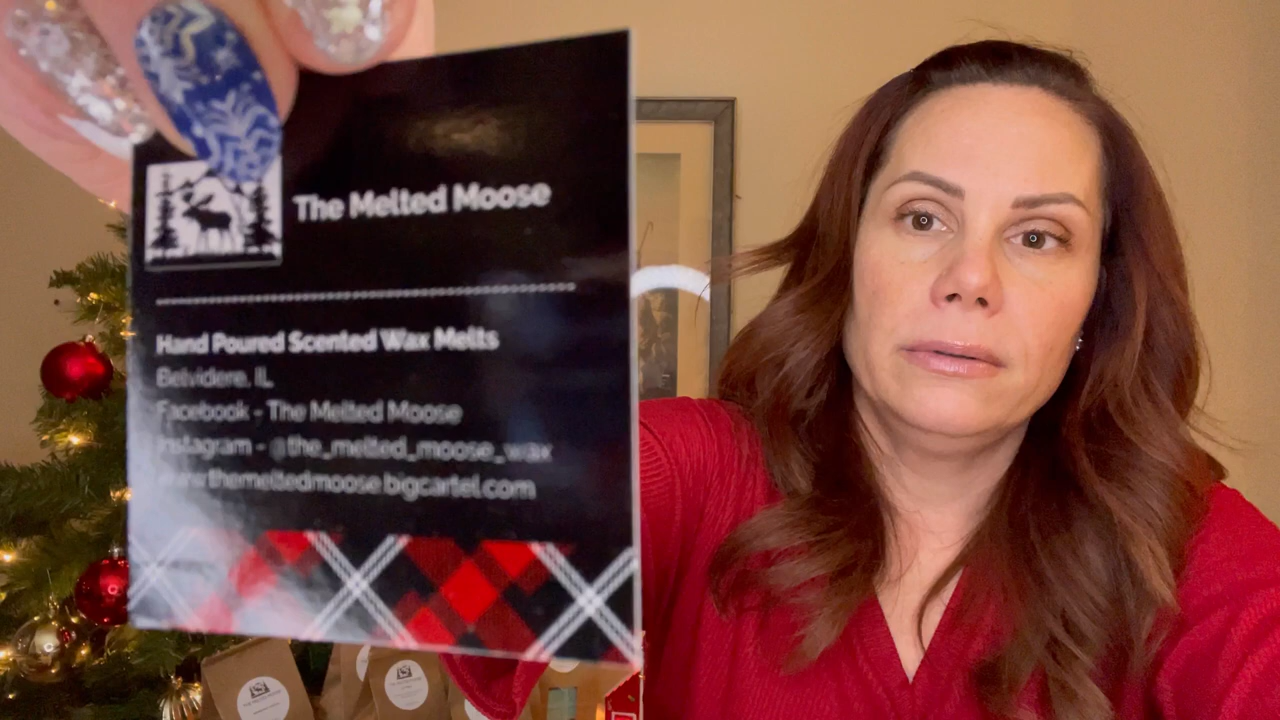 The Melted Moose
Hand Poured Scented Wax Melts
Belvidere, IL
Facebook - The Melted Moose
Instagram - @the_melted_moose_wax
www.themeltedmoose.bigcartel.com